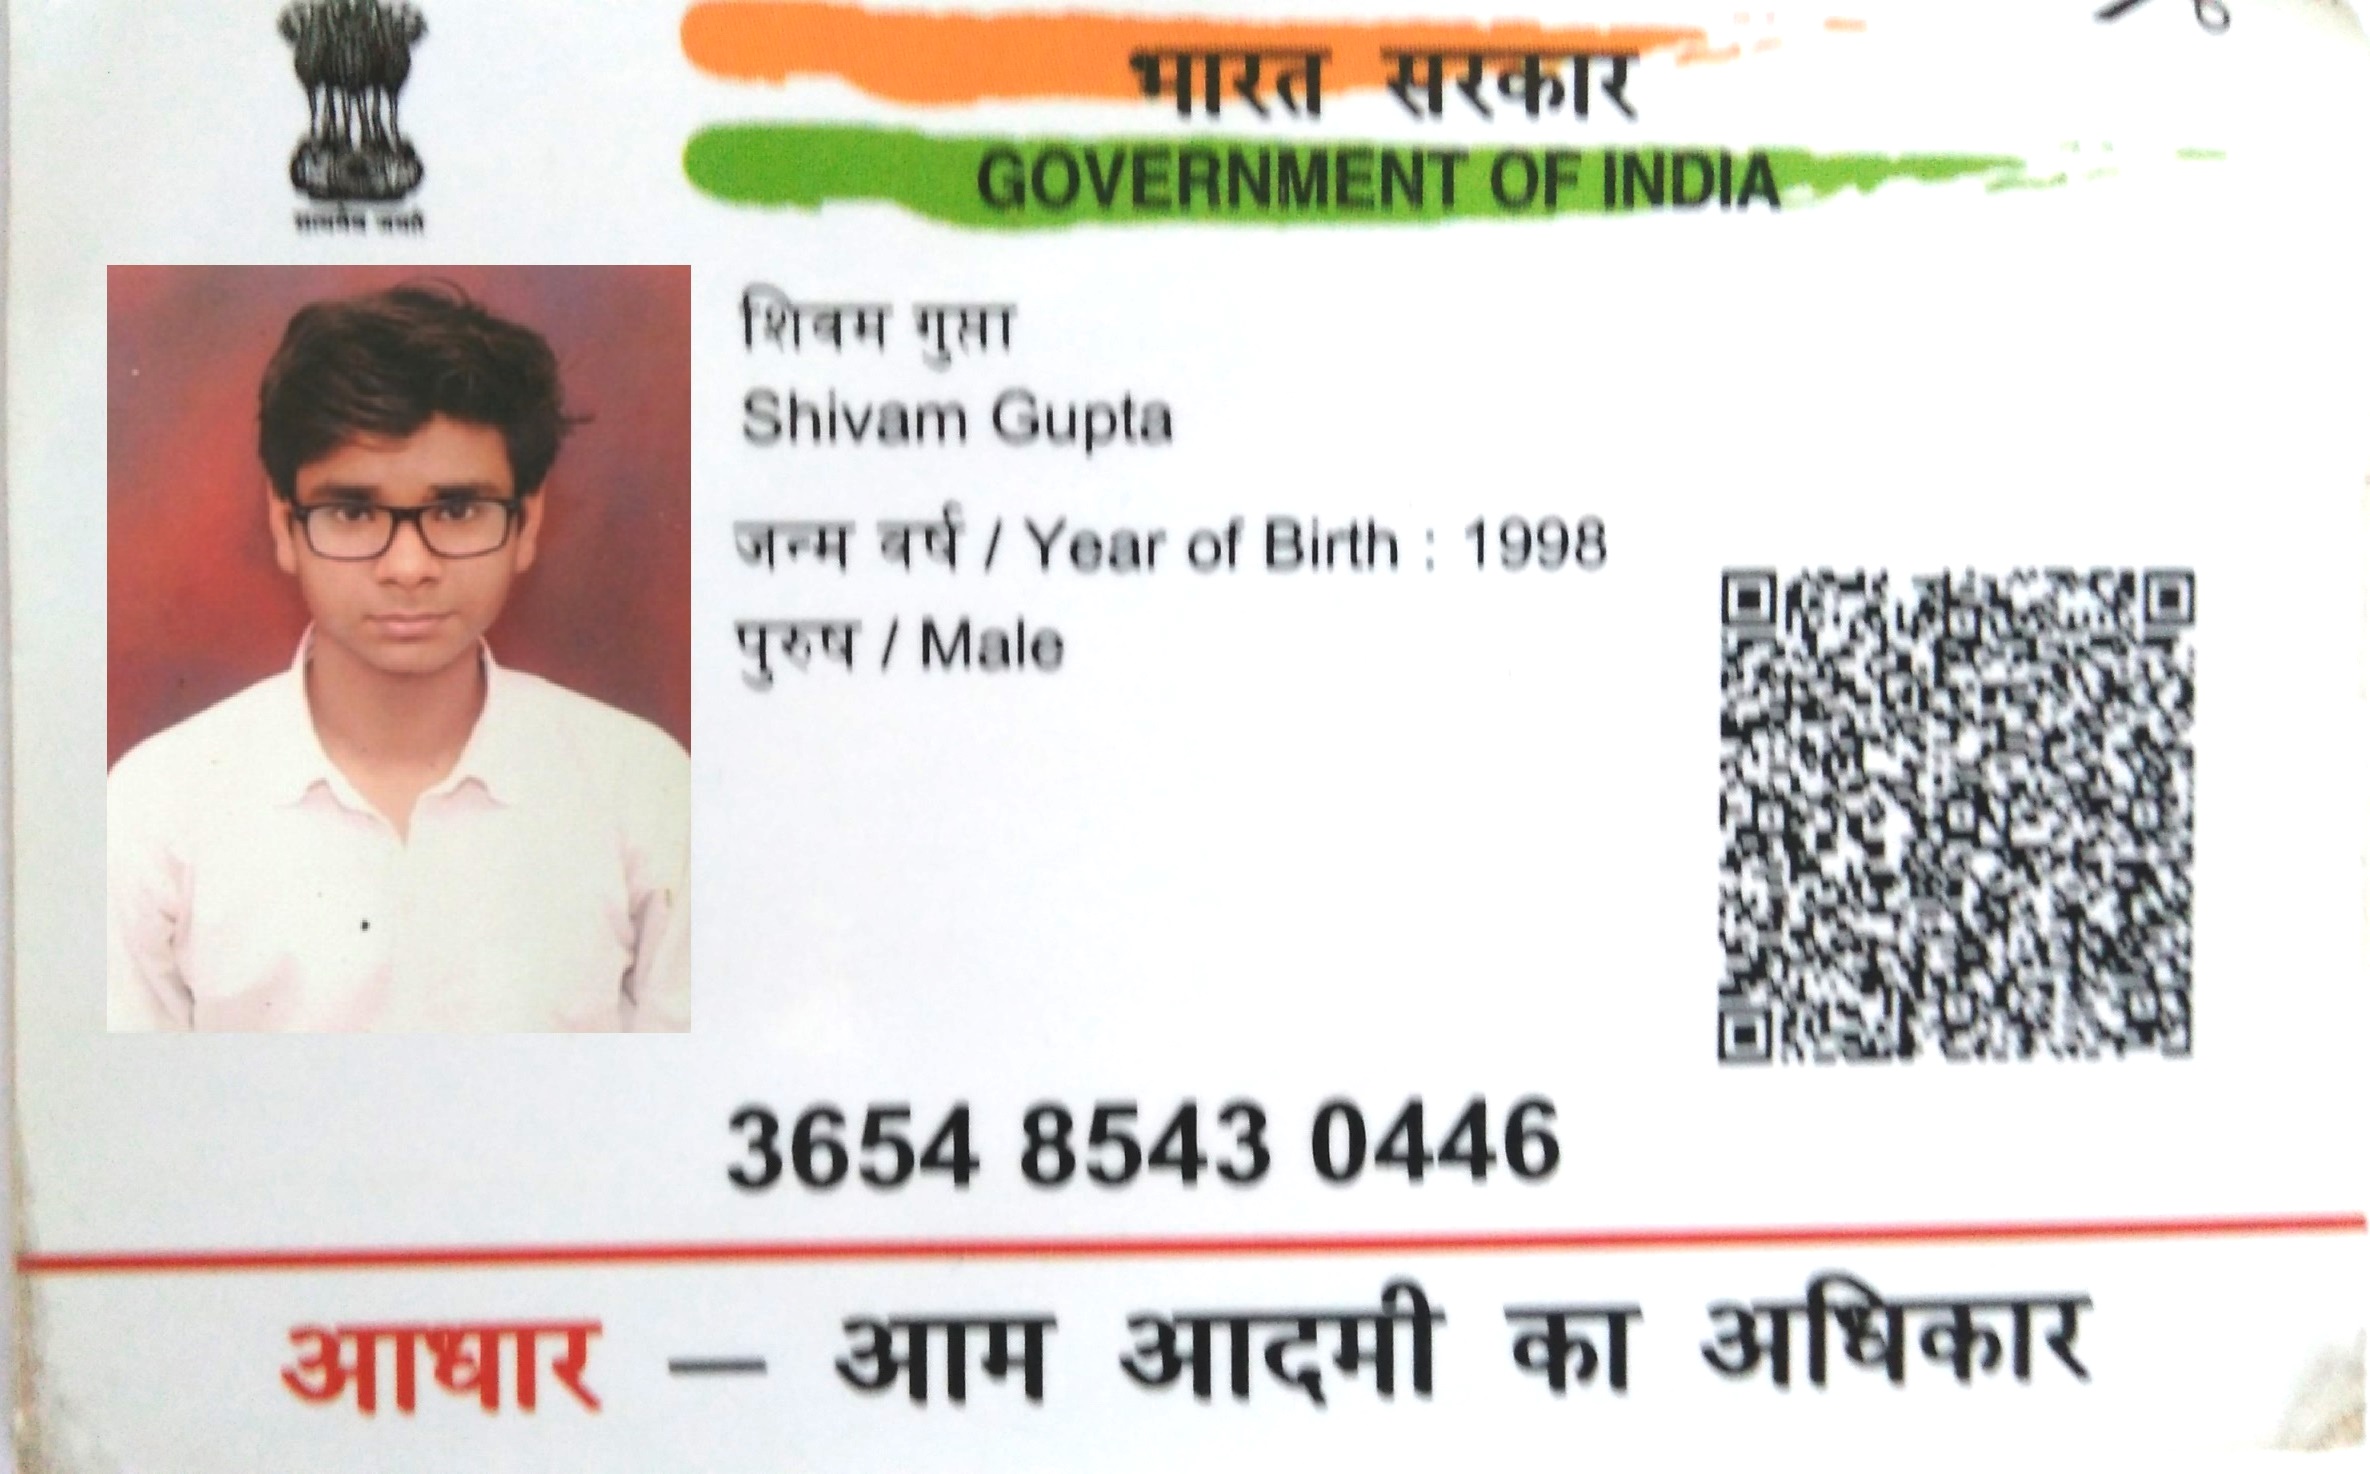 सत्यमेव जयते
भारत सरकार
GOVERNMENT OF INDIA
शिवम गुप्ता
Shivam Gupta
जन्म वर्ष / Year of Birth : 1998
पुरुष / Male
3654 8543 0446
आधार – आम आदमी का अधिकार